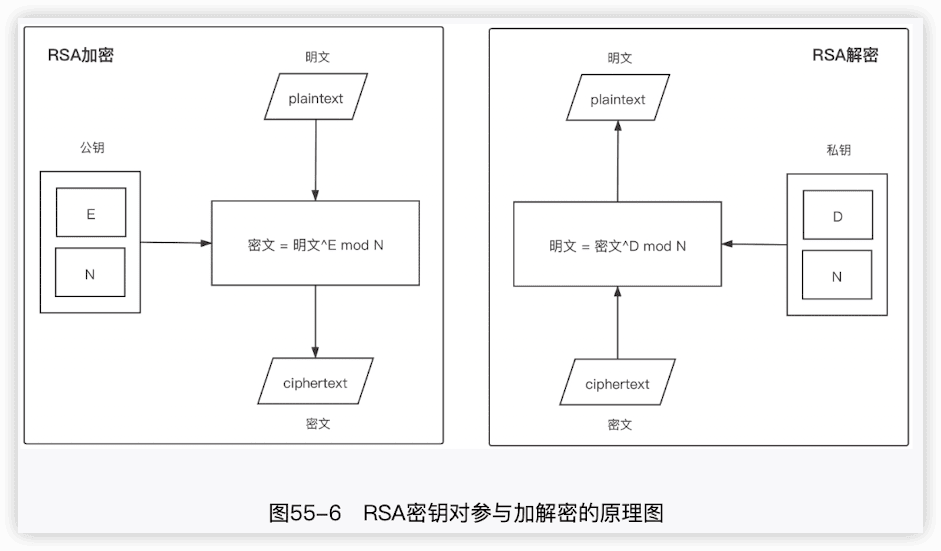 RSA加密
明文
plaintext
公钥
E
N
密文 = 明文^E mod N
ciphertext
密文
RSA解密
明文
plaintext
私钥
D
N
明文 = 密文^D mod N
ciphertext
密文
图55-6 RSA密钥对参与加解密的原理图